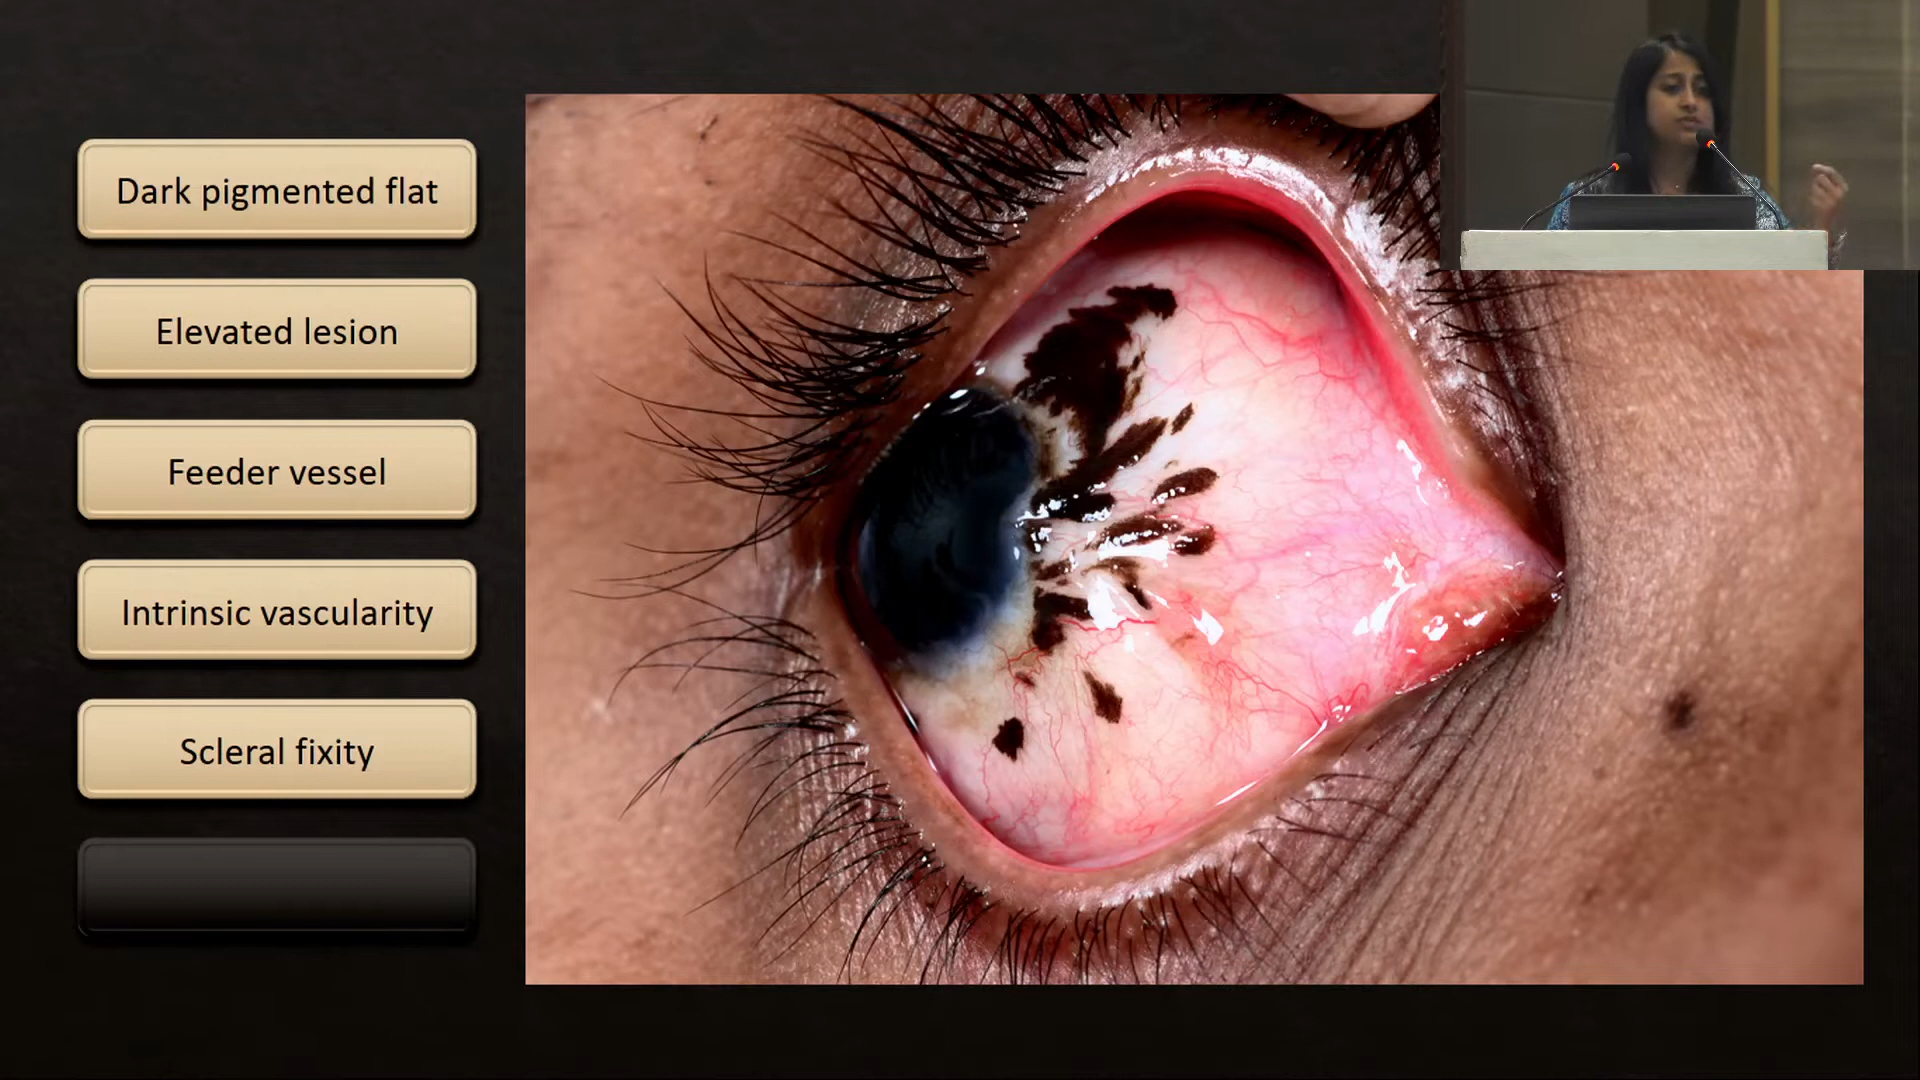 Dark pigmented flat
Elevated lesion
Feeder vessel
Intrinsic vascularity
Scleral fixity